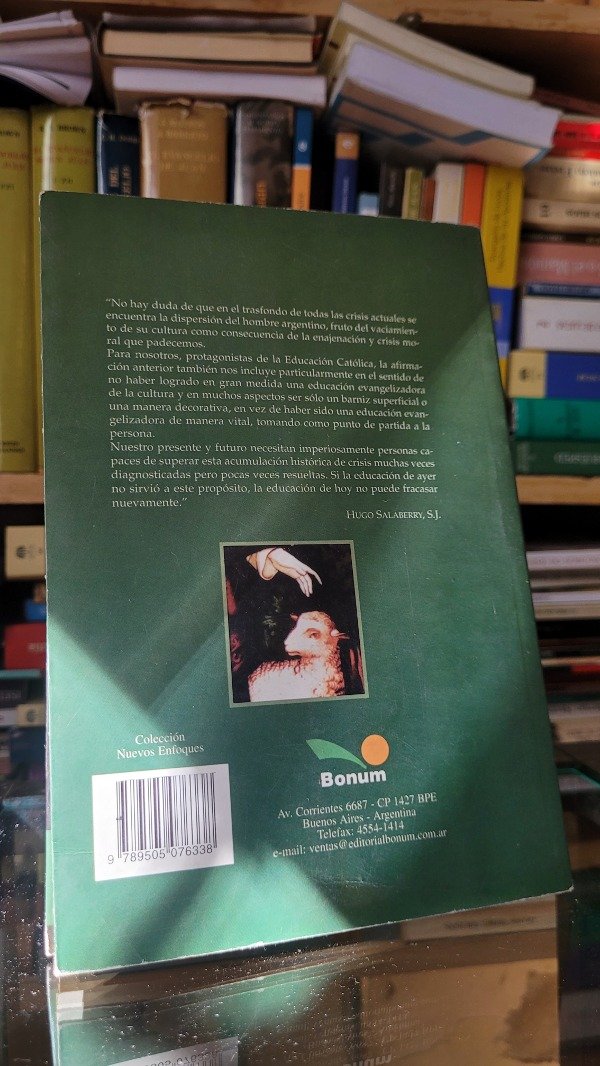 "No hay duda de que en el trasfondo de todas las crisis actuales se
encuentra la dispersión del hombre argentino, fruto del vaciamien-
to de su cultura como consecuencia de la enajenación y crisis mo-
ral que padecemos.
Para nosotros, protagonistas de la Educación Católica, la afirma-
ción anterior también nos incluye particularmente en el sentido de
no haber logrado en gran medida una educación evangelizadora
de la cultura y en muchos aspectos ser sólo un barniz superficial o
una manera decorativa, en vez de haber sido una educación evan-
gelizadora de manera vital, tomando como punto de partida a la
persona.
Nuestro presente y futuro necesitan imperiosamente personas ca-
paces de superar esta acumulación histórica de crisis muchas veces
diagnosticadas pero pocas veces resueltas. Si la educación de ayer
no sirvió a este propósito, la educación de hoy no puede fracasar
nuevamente."
HUGO SALABERRY, S.J.
Colección
Nuevos Enfoques
9 789505 076338
Bonum
Av. Corrientes 6687 - CP 1427 BPE
Buenos Aires - Argentina
Telefax: 4554-1414
e-mail: ventas@editorialbonum.com.ar